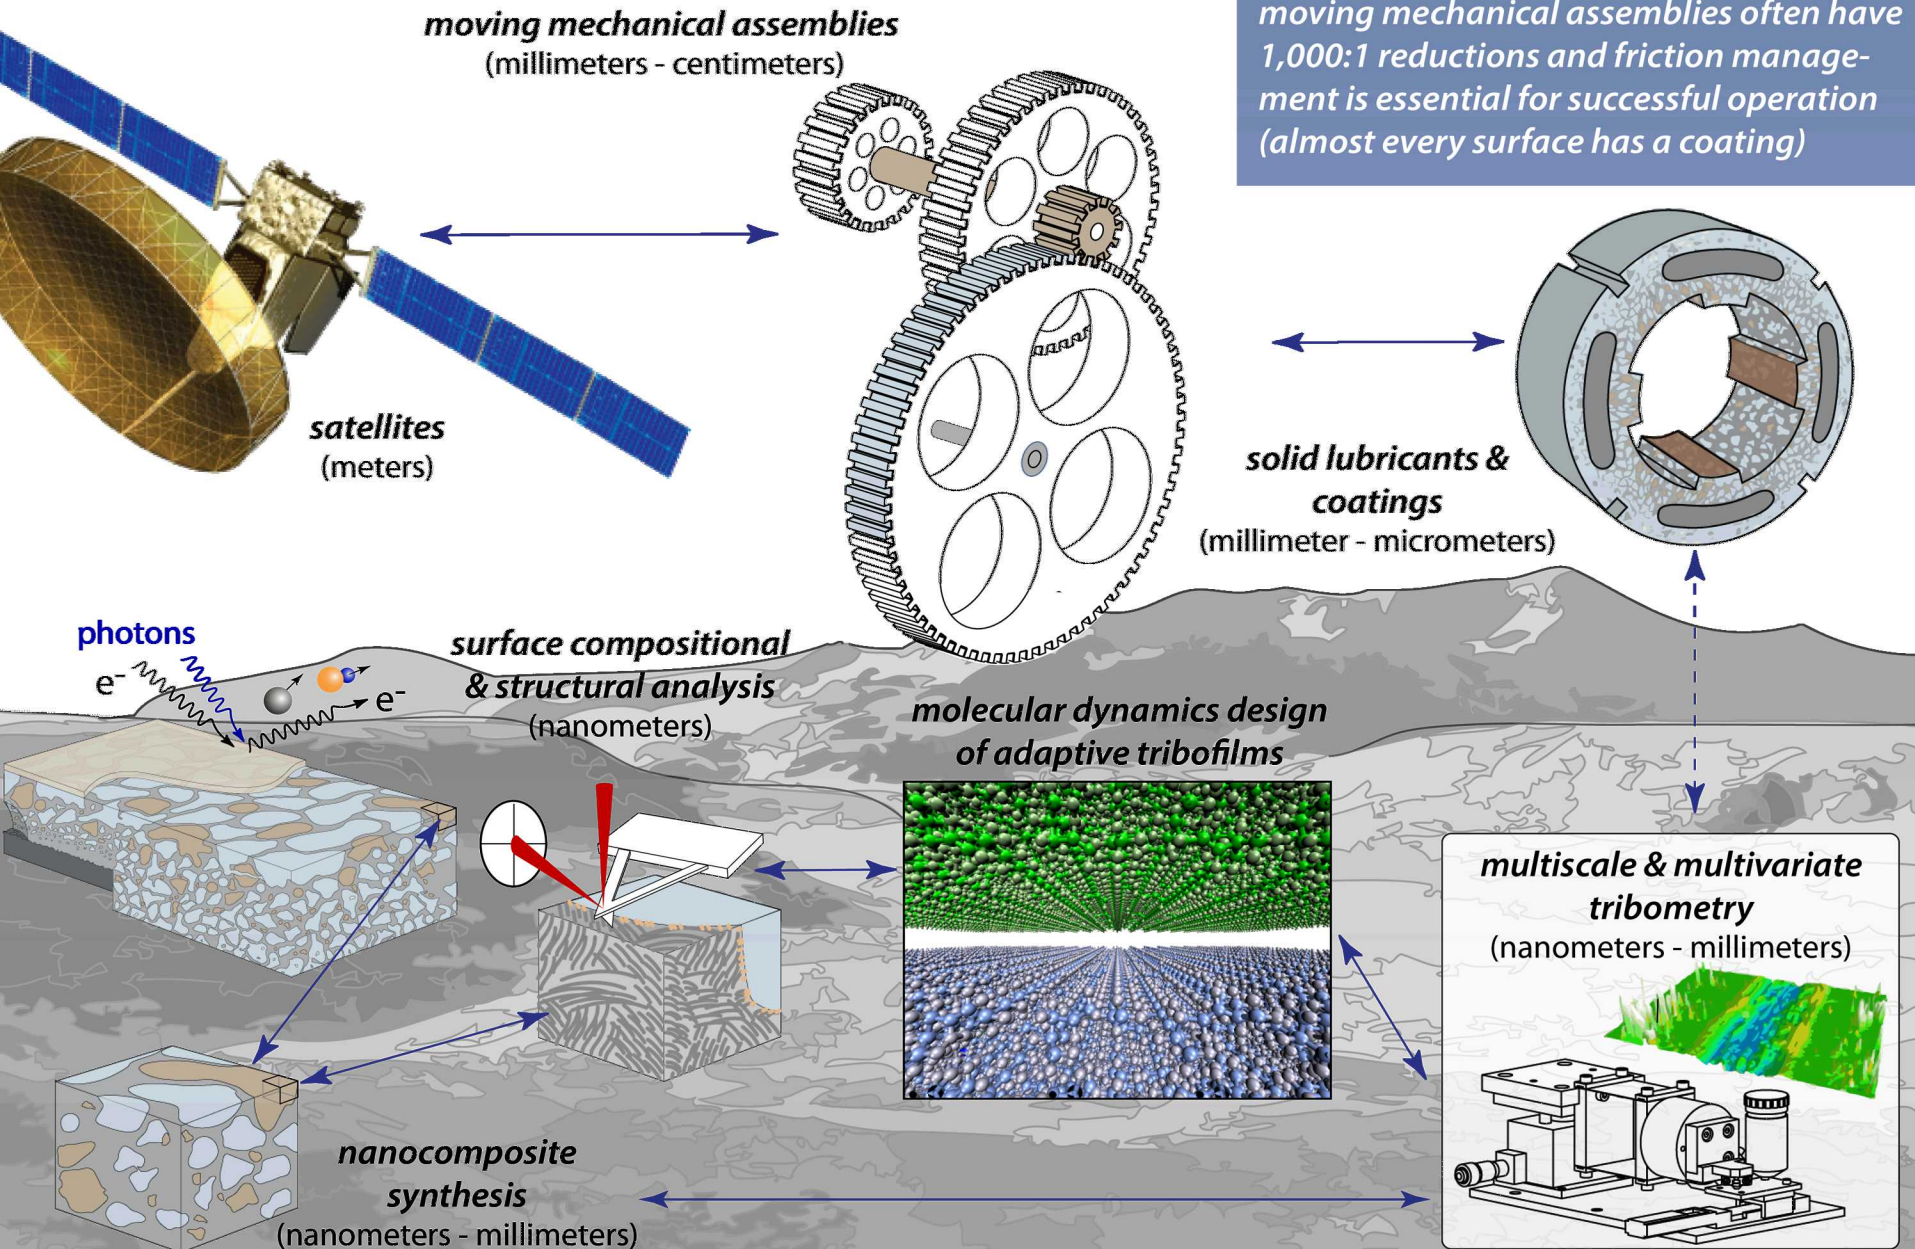 moving mechanical assemblies
(millimeters - centimeters)
moving mechanical assemblies often have
1,000:1 reductions and friction manage-
ment is essential for successful operation
(almost every surface has a coating)
satellites
(meters)
solid lubricants &
coatings
(millimeter - micrometers)
photons
e-
e-
surface compositional
& structural analysis
(nanometers)
molecular dynamics design
of adaptive tribofilms
multiscale & multivariate
tribometry
(nanometers - millimeters)
nanocomposite
synthesis
(nanometers - millimeters)